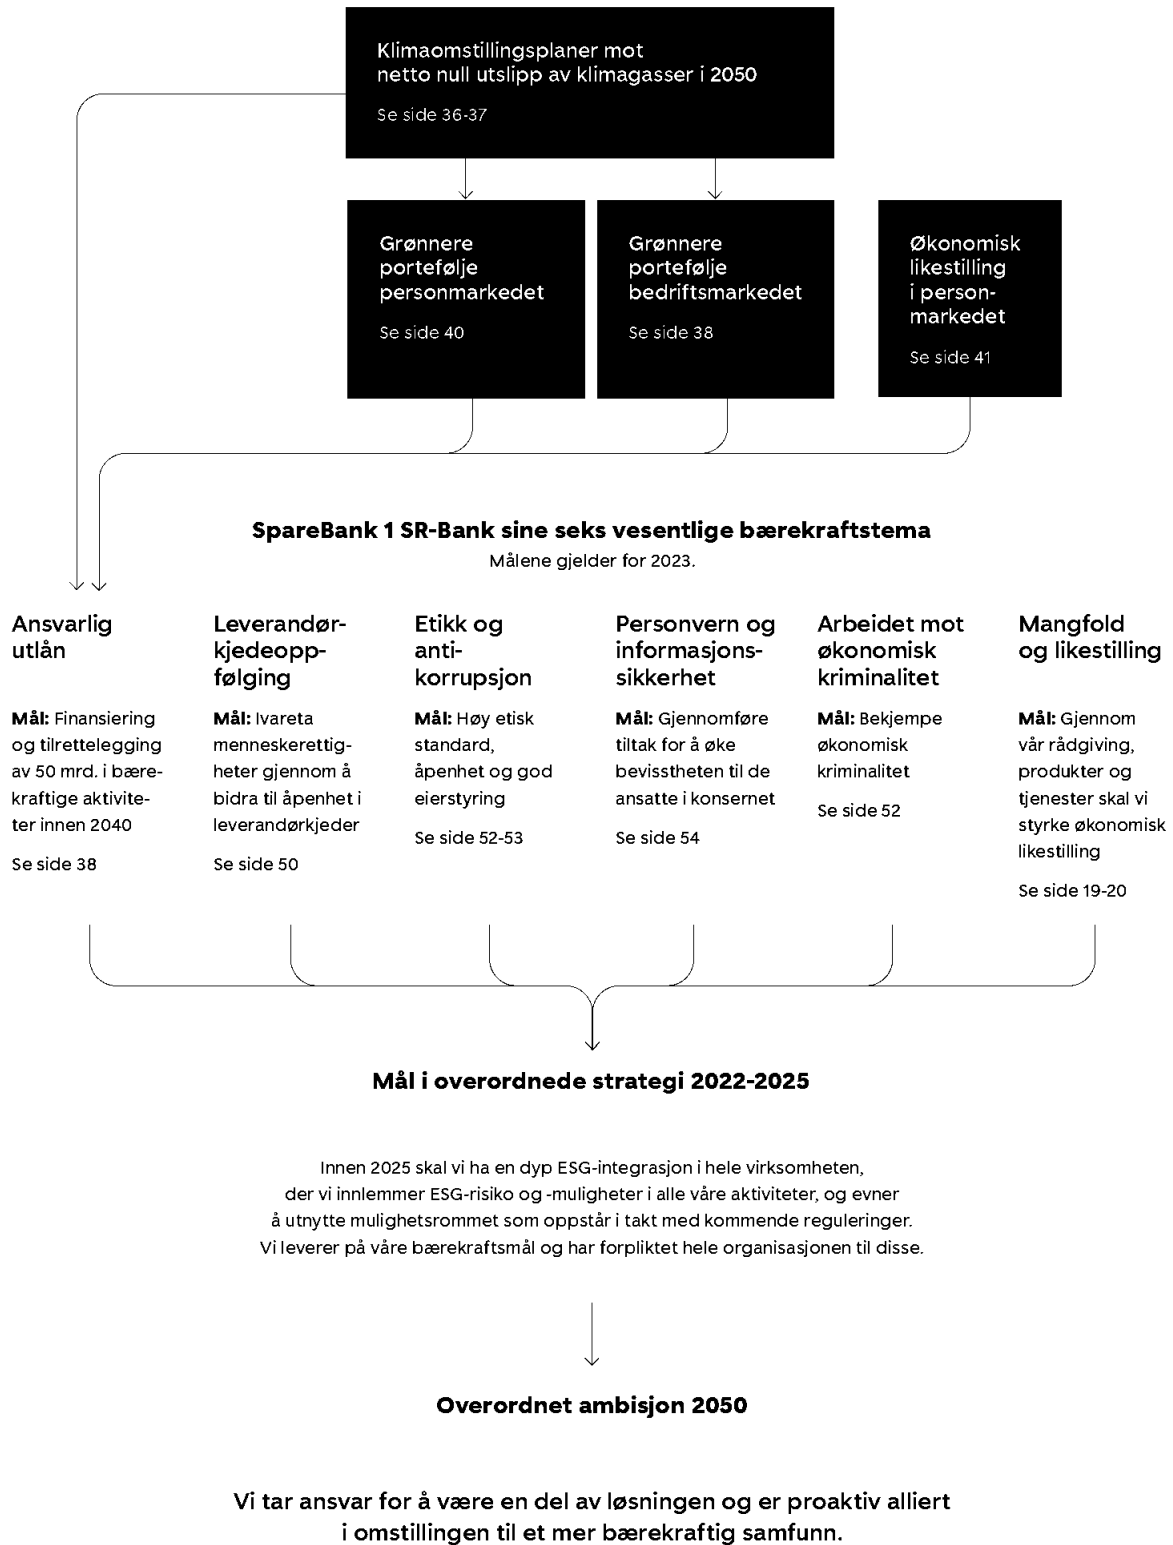 Klimaomstillingsplaner mot
netto null utslipp av klimagasser i 2050
Se side 36-37
Grønnere
portefølje
personmarkedet
Se side 40
Grønnere
portefølje
bedriftsmarkedet
Se side 38
Økonomisk
likestilling
i person-
markedet
Se side 41
SpareBank 1 SR-Bank sine seks vesentlige bærekraftstema
Målene gjelder for 2023.
Ansvarlig
utlån
Mål: Finansiering
og tilrettelegging
av 50 mrd. i bære-
kraftige aktivite-
ter innen 2040
Se side 38
Leverandør-
kjedeopp-
følging
Mål: Ivareta
menneskerettig-
heter gjennom å
bidra til åpenhet i
leverandørkjeder
Se side 50
Etikk og
anti-
korrupsjon
Mål: Høy etisk
standard,
åpenhet og god
eierstyring
Se side 52-53
Personvern og
informasjons-
sikkerhet
Mål: Gjennomføre
tiltak for å øke
bevisstheten til de
ansatte i konsernet
Se side 54
Arbeidet mot
økonomisk
kriminalitet
Mål: Bekjempe
økonomisk
kriminalitet
Se side 52
Mangfold
og likestilling
Mål: Gjennom
vår rådgiving,
produkter og
tjenester skal vi
styrke økonomisk
likestilling
Se side 19-20
Mål i overordnede strategi 2022-2025
Innen 2025 skal vi ha en dyp ESG-integrasjon i hele virksomheten,
der vi innlemmer ESG-risiko og -muligheter i alle våre aktiviteter, og evner
å utnytte mulighetsrommet som oppstår i takt med kommende reguleringer.
Vi leverer på våre bærekraftsmål og har forpliktet hele organisasjonen til disse.
Overordnet ambisjon 2050
Vi tar ansvar for å være en del av løsningen og er proaktiv alliert
i omstillingen til et mer bærekraftig samfunn.